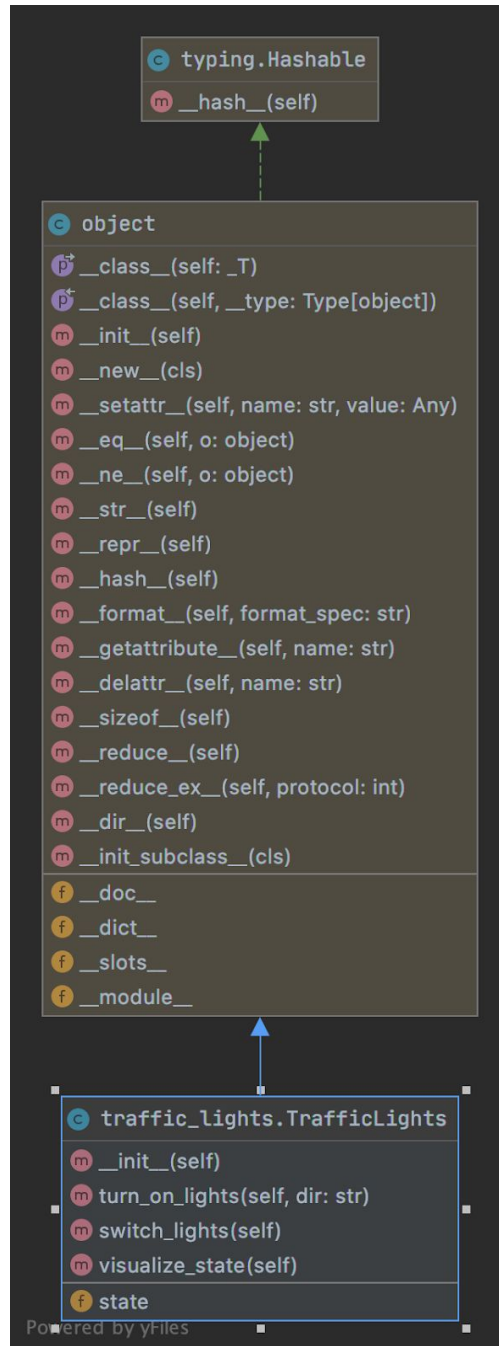 c typing.Hashable
m __hash__(self)
c object
p __class__(self: _T)
p __class__(self, __type: Type[object])
m __init__(self)
m __new__(cls)
m __setattr__(self, name: str, value: Any)
m __eq__(self, o: object)
m __ne__(self, o: object)
m __str__(self)
m __repr__(self)
m __hash__(self)
m __format__(self, format_spec: str)
m __getattribute__(self, name: str)
m __delattr__(self, name: str)
m __sizeof__(self)
m __reduce__(self)
m __reduce_ex__(self, protocol: int)
m __dir__(self)
m __init_subclass__(cls)
f __doc__
f __dict__
f __slots__
f __module__
c traffic_lights.TrafficLights
m __init__(self)
m turn_on_lights(self, dir: str)
m switch_lights(self)
m visualize_state(self)
f state
Powered by yFiles